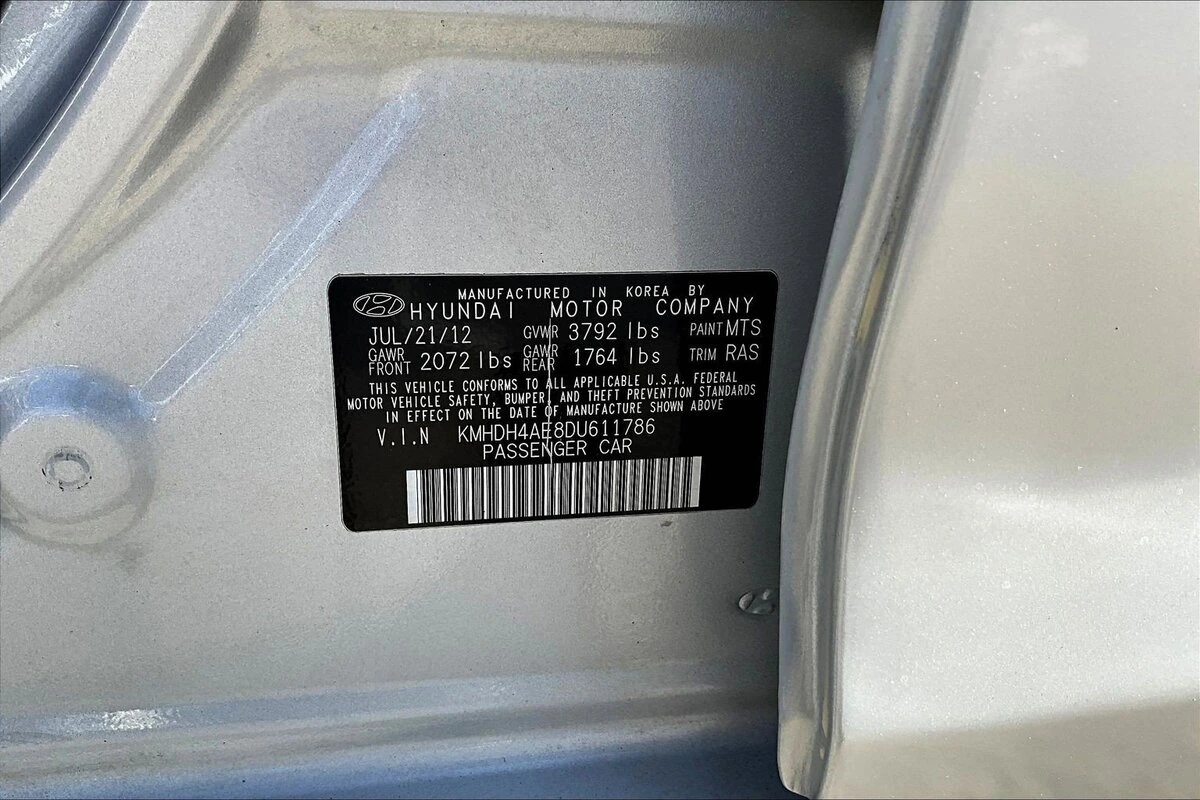 MANUFACTURED IN KOREA BY
HYUNDAI MOTOR COMPANY
JUL/21/12 GVWR 3792 lbs PAINT MTS
GAWR FRONT 2072 lbs GAWR REAR 1764 lbs TRIM RAS
THIS VEHICLE CONFORMS TO ALL APPLICABLE U.S.A. FEDERAL
MOTOR VEHICLE SAFETY, BUMPER, AND THEFT PREVENTION STANDARDS
IN EFFECT ON THE DATE OF MANUFACTURE SHOWN ABOVE
V.I.N KMHDH4AE8DU611786
PASSENGER CAR